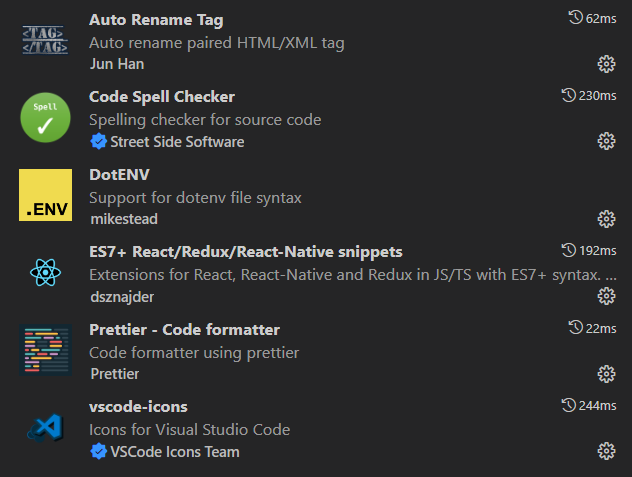 <TAG>
</TAG>
Auto Rename Tag
62ms
Auto rename paired HTML/XML tag
Jun Han
Spell
Code Spell Checker
230ms
Spelling checker for source code
Street Side Software
.ENV
DotENV
Support for dotenv file syntax
mikestead
ES7+ React/Redux/React-Native snippets
192ms
Extensions for React, React-Native and Redux in JS/TS with ES7+ syntax. ...
dsznajder
Prettier - Code formatter
22ms
Code formatter using prettier
Prettier
vscode-icons
244ms
Icons for Visual Studio Code
VSCode Icons Team